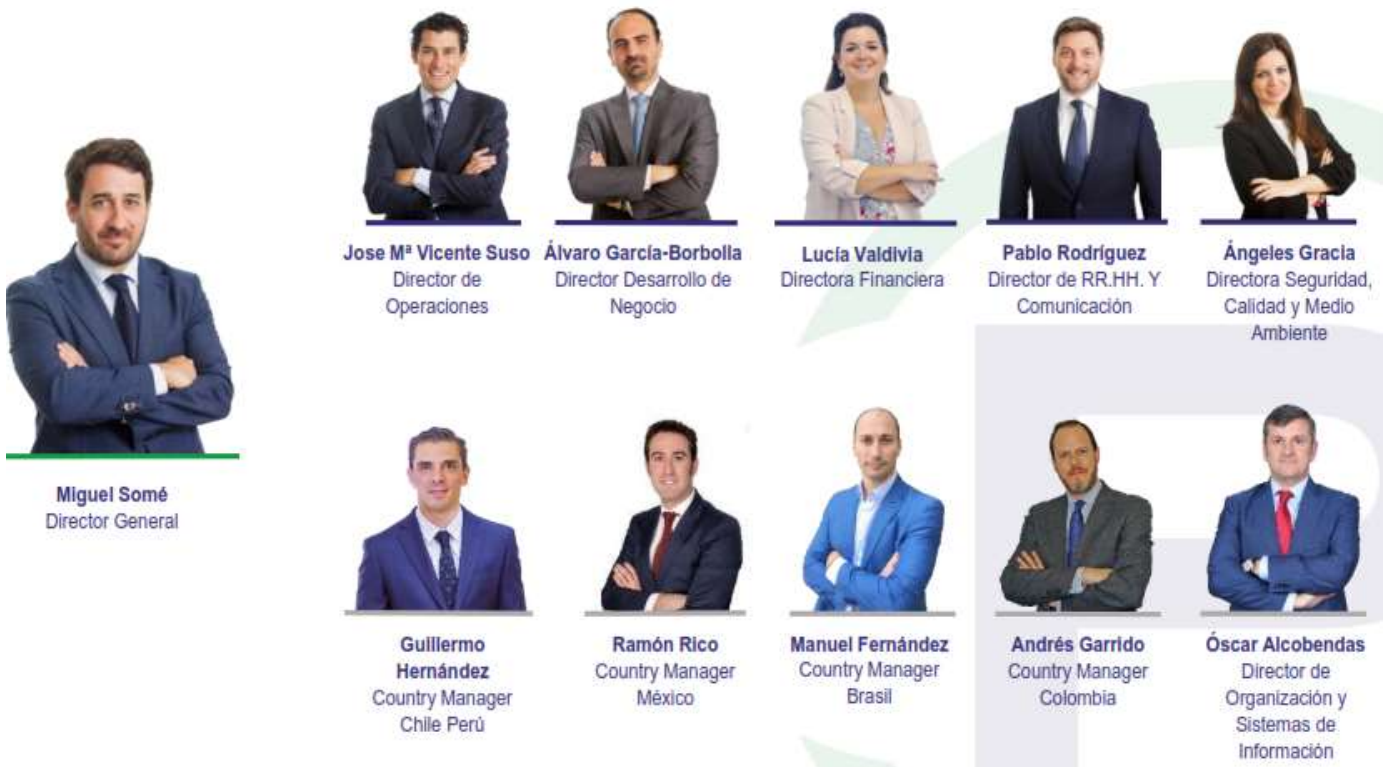 Miguel Somé
Director General
Jose Mª Vicente Suso
Director de
Operaciones
Álvaro García-Borbolla
Director Desarrollo de
Negocio
Lucía Valdivia
Directora Financiera
Pablo Rodríguez
Director de RR.HH. Y
Comunicación
Ángeles Gracia
Directora Seguridad,
Calidad y Medio
Ambiente
Guillermo
Hernández
Country Manager
Chile Perú
Ramón Rico
Country Manager
México
Manuel Fernández
Country Manager
Brasil
Andrés Garrido
Country Manager
Colombia
Óscar Alcobendas
Director de
Organización y
Sistemas de
Información